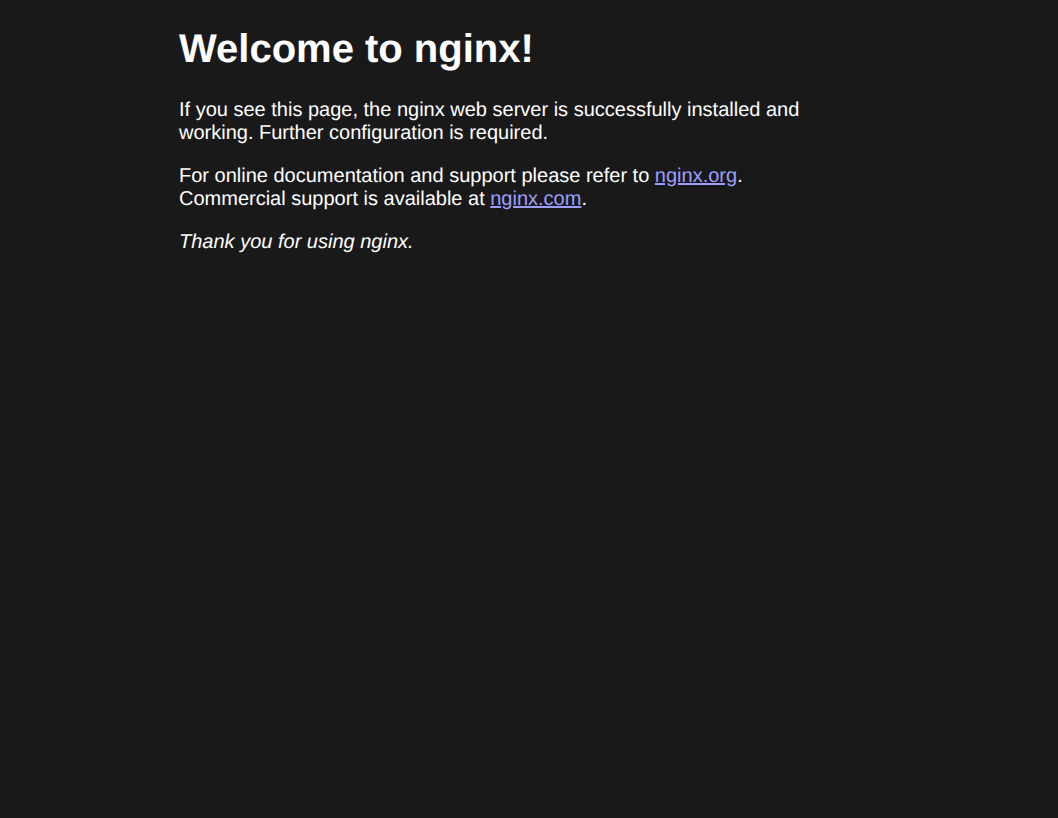 Welcome to nginx!
If you see this page, the nginx web server is successfully installed and
working. Further configuration is required.
For online documentation and support please refer to nginx.org.
Commercial support is available at nginx.com.
Thank you for using nginx.